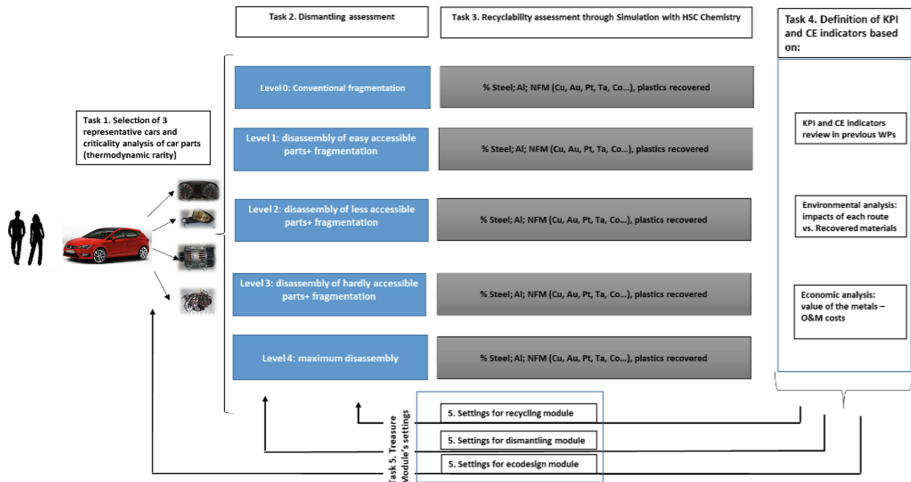 Task 2. Dismantling assessment
Task 3. Recyclability assessment through Simulation with HSC Chemistry
Task 4. Definition of KPI
and CE indicators based
on:
Task 1. Selection of 3
representative cars and
criticality analysis of car parts
(thermodynamic rarity)
Level 0: Conventional fragmentation
% Steel; Al; NFM (Cu, Au, Pt, Ta, Co...), plastics recovered
Level 1: disassembly of easy accessible
parts+ fragmentation
% Steel; Al; NFM (Cu, Au, Pt, Ta, Co...), plastics recovered
Level 2: disassembly of less accessible
parts+ fragmentation
% Steel; Al; NFM (Cu, Au, Pt, Ta, Co...), plastics recovered
Level 3: disassembly of hardly accessible
parts+ fragmentation
% Steel; Al; NFM (Cu, Au, Pt, Ta, Co...), plastics recovered
Level 4: maximum disassembly
% Steel; Al; NFM (Cu, Au, Pt, Ta, Co...), plastics recovered
KPI and CE indicators
review in previous WPs
Environmental analysis:
impacts of each route
vs. Recovered materials
Economic analysis:
value of the metals –
O&M costs
Task 5. Treasure
Module's settings
5. Settings for recycling module
5. Settings for dismantling module
5. Settings for ecodesign module